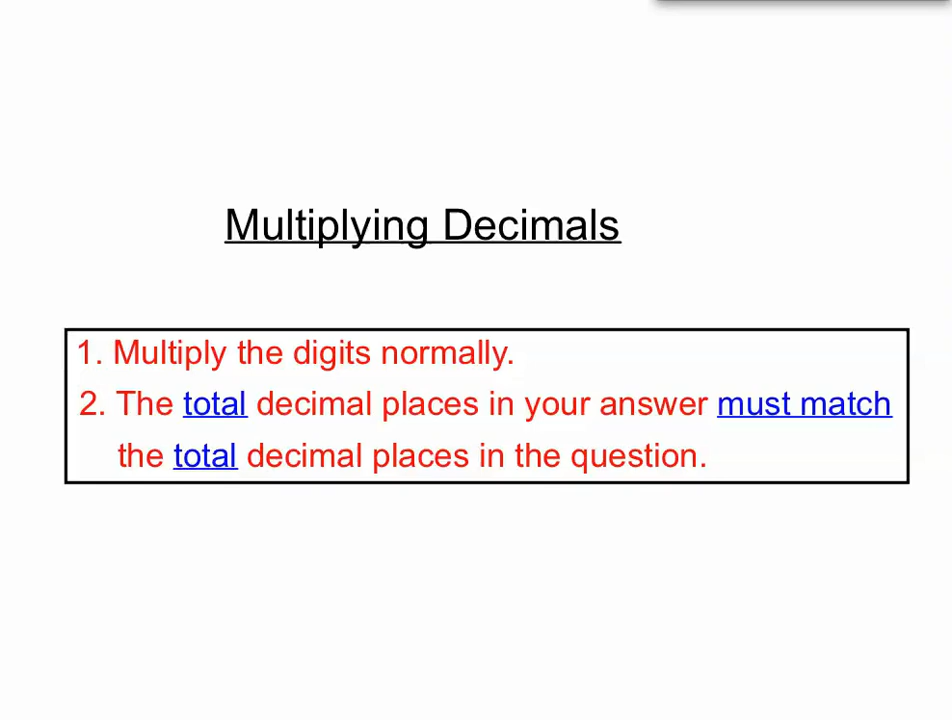 Multiplying Decimals
1. Multiply the digits normally.
2. The total decimal places in your answer must match
the total decimal places in the question.